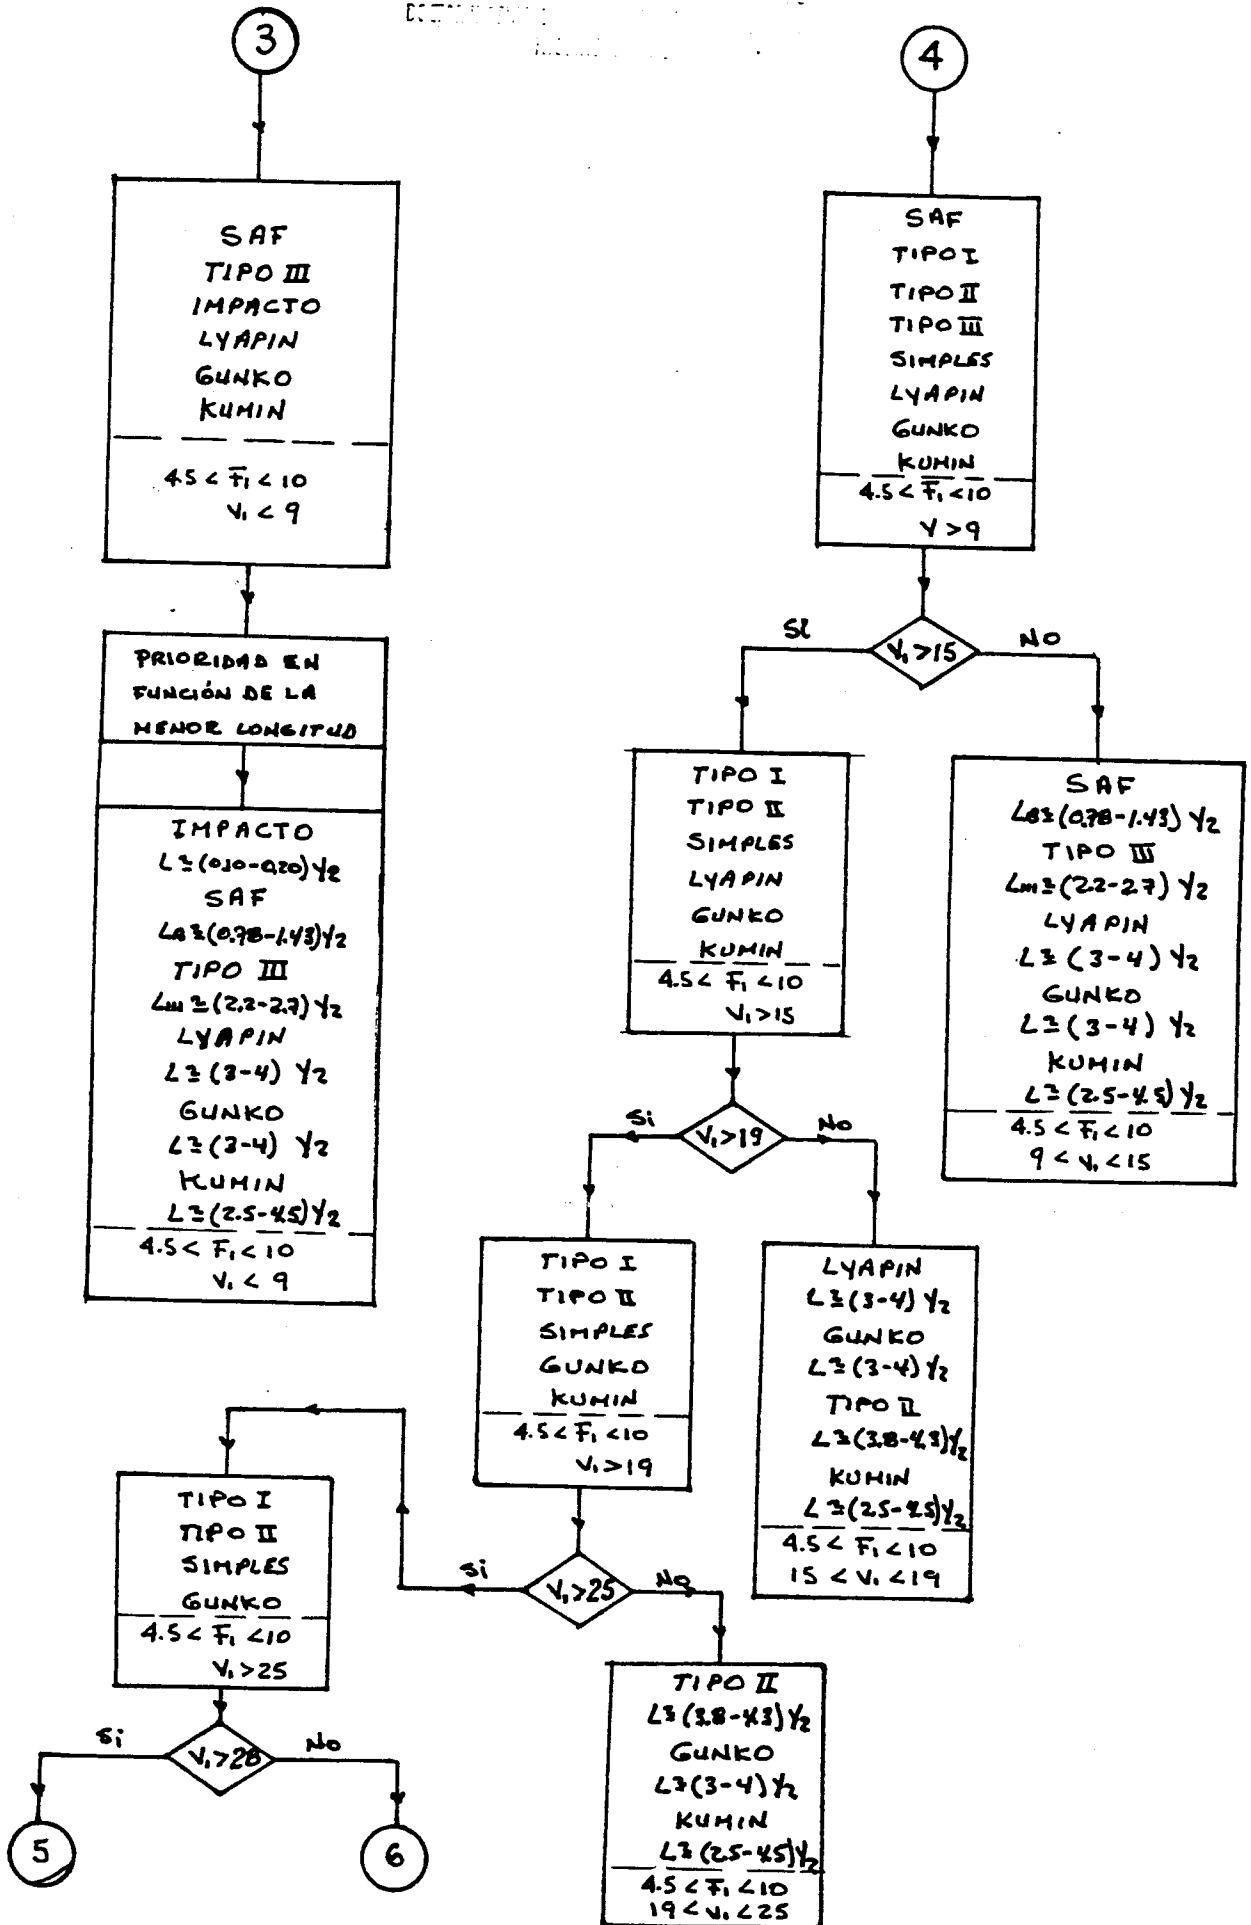 3
SAF
TIPO III
IMPACTO
LYAPIN
GUNKO
KUMIN
4.5 < F₁ < 10
V₁ < 9
PRIORIDAD EN
FUNCIÓN DE LA
MENOR LONGITUD
IMPACTO
L≅(0.10-0.20)Y₂
SAF
LB≅(0.78-1.43)Y₂
TIPO III
LIII≅(2.2-2.7)Y₂
LYAPIN
L≅(3-4) Y₂
GUNKO
L≅(3-4) Y₂
KUMIN
L≅(2.5-4.5)Y₂
4.5 < F₁ < 10
V₁ < 9
4
SAF
TIPO I
TIPO II
TIPO III
SIMPLES
LYAPIN
GUNKO
KUMIN
4.5 < F₁ < 10
V > 9
V₁ > 15
Si
No
TIPO I
TIPO II
SIMPLES
LYAPIN
GUNKO
KUMIN
4.5 < F₁ < 10
V₁ > 15
SAF
LB≅(0.78-1.43) Y₂
TIPO III
LIII≅(2.2-2.7) Y₂
LYAPIN
L≅(3-4) Y₂
GUNKO
L≅(3-4) Y₂
KUMIN
L≅(2.5-4.5) Y₂
4.5 < F₁ < 10
9 < V₁ < 15
V₁ > 19
Si
No
TIPO I
TIPO II
SIMPLES
GUNKO
KUMIN
4.5 < F₁ < 10
V₁ > 19
LYAPIN
L≅(3-4) Y₂
GUNKO
L≅(3-4) Y₂
TIPO II
L≅(3.8-4.3)Y₂
KUMIN
L≅(2.5-4.5)Y₂
4.5 < F₁ < 10
15 < V₁ < 19
V₁ > 25
Si
No
TIPO I
TIPO II
SIMPLES
GUNKO
4.5 < F₁ < 10
V₁ > 25
TIPO II
L≅(3.8-4.3)Y₂
GUNKO
L≅(3-4) Y₂
KUMIN
L≅(2.5-4.5)Y₂
4.5 < F₁ < 10
19 < V₁ < 25
V₁ > 28
Si
No
5
6